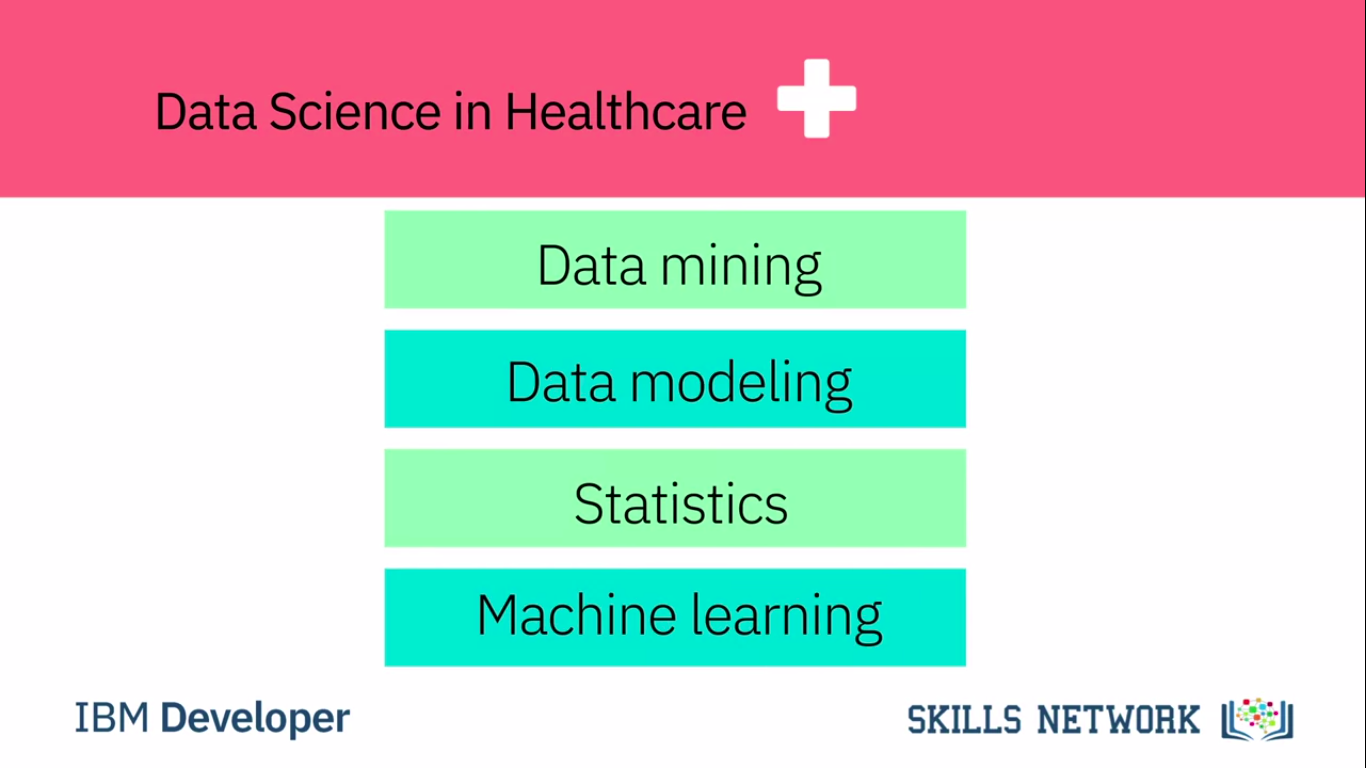 Data Science in Healthcare
Data mining
Data modeling
Statistics
Machine learning
IBM Developer
SKILLS NETWORK